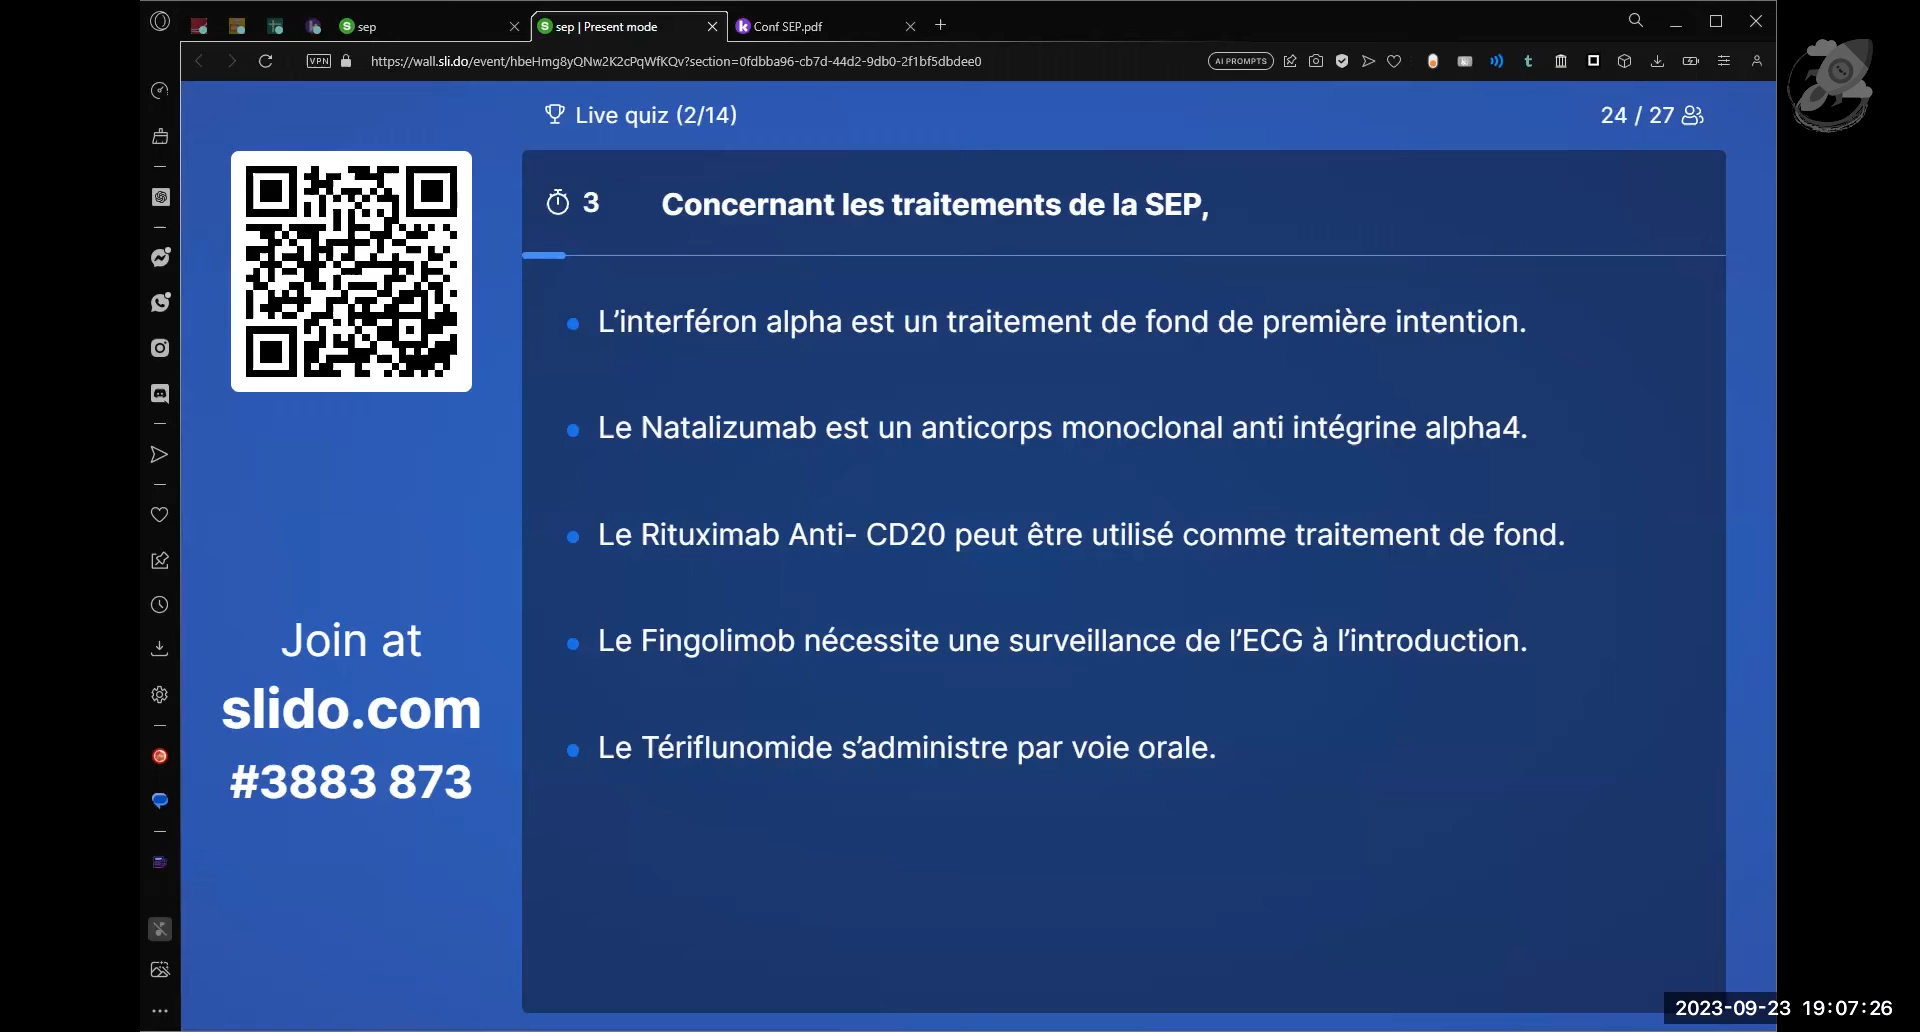 sep
sep | Present mode
Conf SEP.pdf
VPN
https://wall.sli.do/event/hbeHmg8yQNw2K2cPqWfKQv?section=0fdbba96-cb7d-44d2-9db0-2f1bf5dbdee0
AI PROMPTS
Live quiz (2/14)
24 / 27
3
Concernant les traitements de la SEP,
L’interféron alpha est un traitement de fond de première intention.
Le Natalizumab est un anticorps monoclonal anti intégrine alpha4.
Le Rituximab Anti- CD20 peut être utilisé comme traitement de fond.
Le Fingolimob nécessite une surveillance de l’ECG à l’introduction.
Le Tériflunomide s’administre par voie orale.
Join at
slido.com
#3883 873
2023-09-23 19:07:26